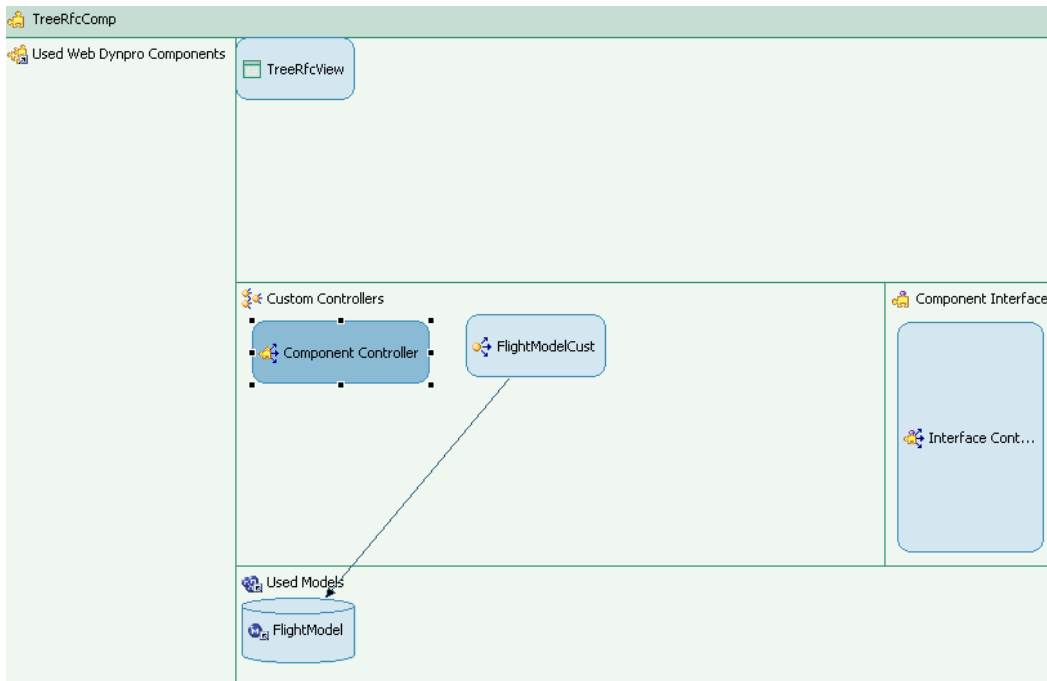 TreeRfcComp
Used Web Dynpro Components
TreeRfcView
Custom Controllers
Component Interface
Component Controller
FlightModelCust
Interface Cont...
Used Models
FlightModel